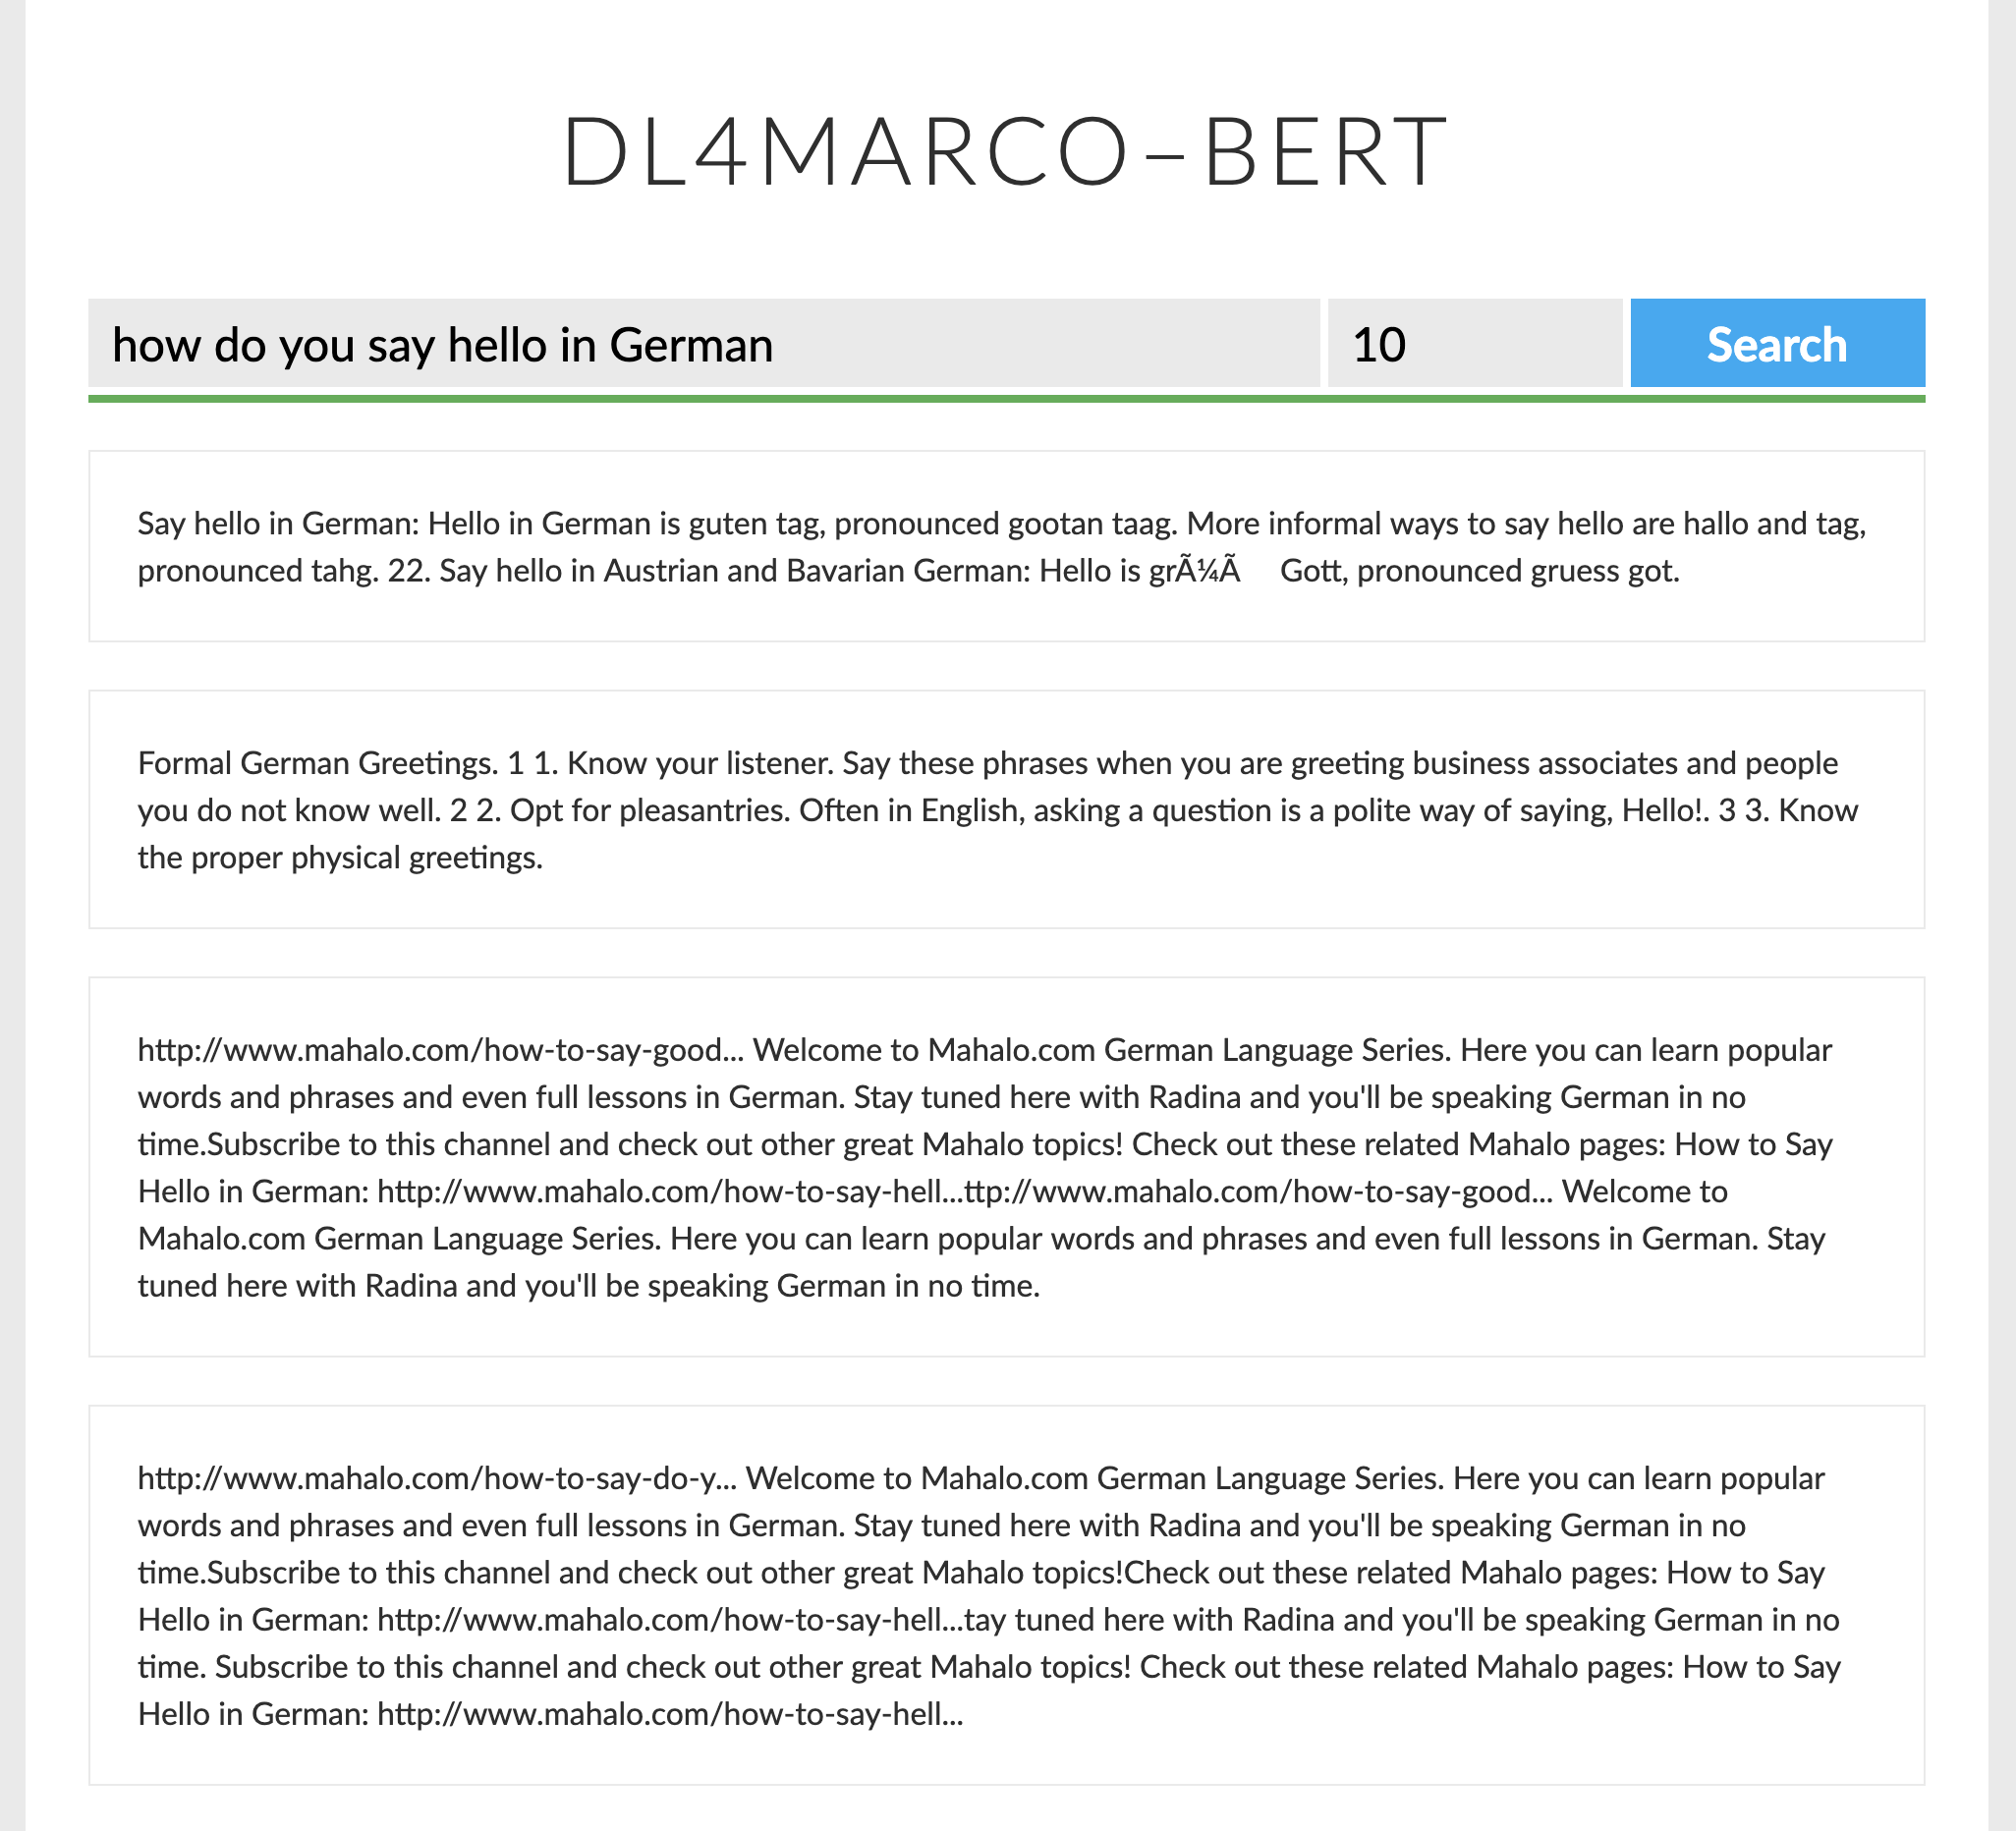 DL4MARCO-BERT
how do you say hello in German 10 Search
Say hello in German: Hello in German is guten tag, pronounced gootan taag. More informal ways to say hello are hallo and tag,
pronounced tahg. 22. Say hello in Austrian and Bavarian German: Hello is grÃ¼Ã Gott, pronounced gruess got.
Formal German Greetings. 1 1. Know your listener. Say these phrases when you are greeting business associates and people
you do not know well. 2 2. Opt for pleasantries. Often in English, asking a question is a polite way of saying, Hello!. 3 3. Know
the proper physical greetings.
http://www.mahalo.com/how-to-say-good... Welcome to Mahalo.com German Language Series. Here you can learn popular
words and phrases and even full lessons in German. Stay tuned here with Radina and you'll be speaking German in no
time.Subscribe to this channel and check out other great Mahalo topics! Check out these related Mahalo pages: How to Say
Hello in German: http://www.mahalo.com/how-to-say-hell...ttp://www.mahalo.com/how-to-say-good... Welcome to
Mahalo.com German Language Series. Here you can learn popular words and phrases and even full lessons in German. Stay
tuned here with Radina and you'll be speaking German in no time.
http://www.mahalo.com/how-to-say-do-y... Welcome to Mahalo.com German Language Series. Here you can learn popular
words and phrases and even full lessons in German. Stay tuned here with Radina and you'll be speaking German in no
time.Subscribe to this channel and check out other great Mahalo topics!Check out these related Mahalo pages: How to Say
Hello in German: http://www.mahalo.com/how-to-say-hell...tay tuned here with Radina and you'll be speaking German in no
time. Subscribe to this channel and check out other great Mahalo topics! Check out these related Mahalo pages: How to Say
Hello in German: http://www.mahalo.com/how-to-say-hell...